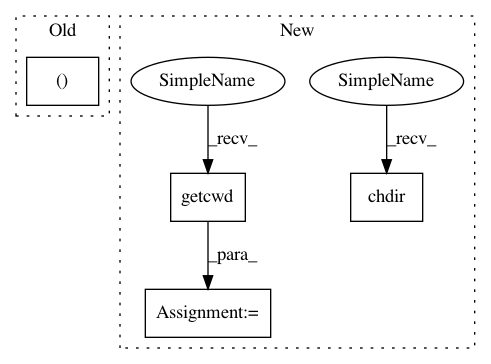 Old
New
()
SimpleName
SimpleName
_recv_
_recv_
getcwd
chdir
_para_
Assignment:=